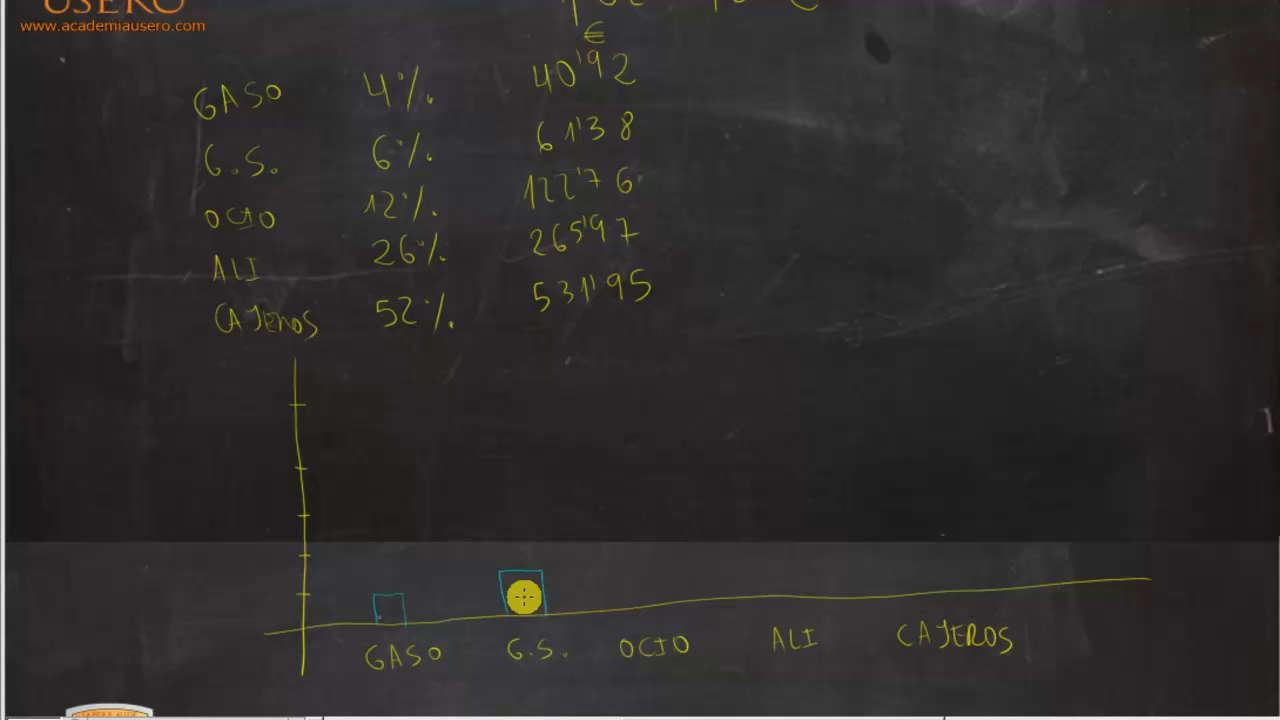 USERO
www.academiausero.com
€
GASO 4% 40'92
G.S. 6% 61'38
OCIO 12% 122'76
ALI 26% 265'97
CAJEROS 52% 531'95
GASO G.S. OCIO ALI CAJEROS